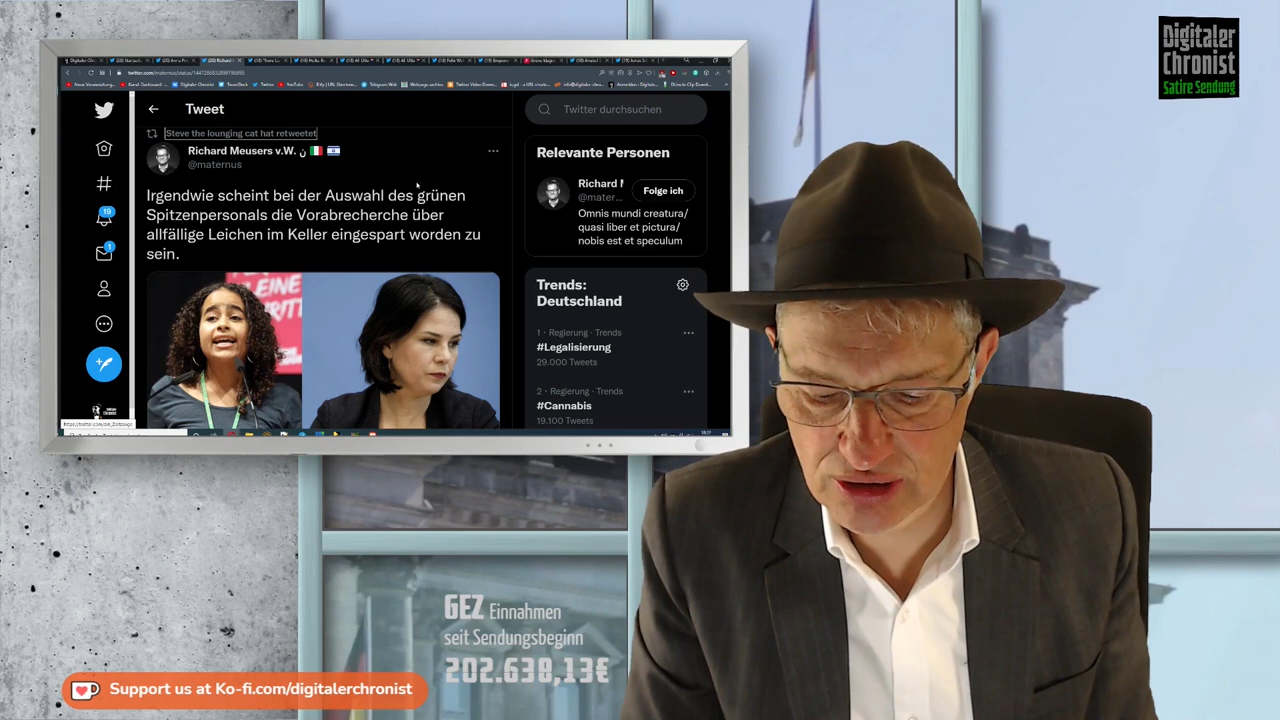 Digitaler
Chronist
Satire Sendung
Tweet
Twitter durchsuchen
Steve the lounging cat hat retweetet
Richard Meusers v.W. ن
@maternus
Irgendwie scheint bei der Auswahl des grünen
Spitzenpersonals die Vorabrecherche über
allfällige Leichen im Keller eingespart worden zu
sein.
19
1
Relevante Personen
Richard M
@mater...
Folge ich
Omnis mundi creatura/
quasi liber et pictura/
nobis est et speculum
Trends:
Deutschland
1 · Regierung · Trends
#Legalisierung
29.000 Tweets
2 · Regierung · Trends
#Cannabis
19.100 Tweets
GEZ Einnahmen
seit Sendungsbeginn
202.638,13€
Support us at Ko-fi.com/digitalerchronist